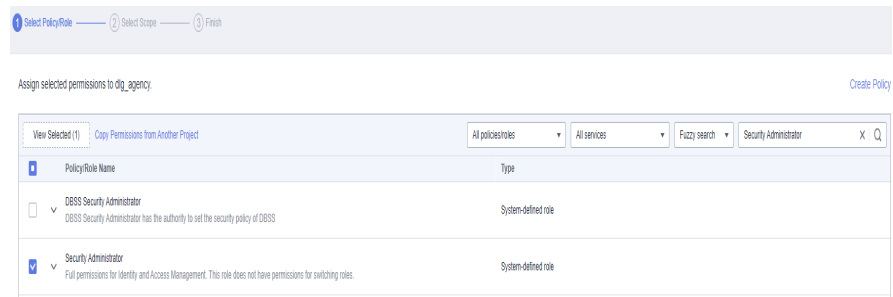 1 Select Policy/Role 2 Select Scope 3 Finish
Assign selected permissions to dlg_agency. Create Policy
View Selected (1) Copy Permissions from Another Project All policies/roles All services Fuzzy search Security Administrator X
Policy/Role Name Type
DBSS Security Administrator
DBSS Security Administrator has the authority to set the security policy of DBSS
System-defined role
Security Administrator
Full permissions for Identity and Access Management. This role does not have permissions for switching roles.
System-defined role